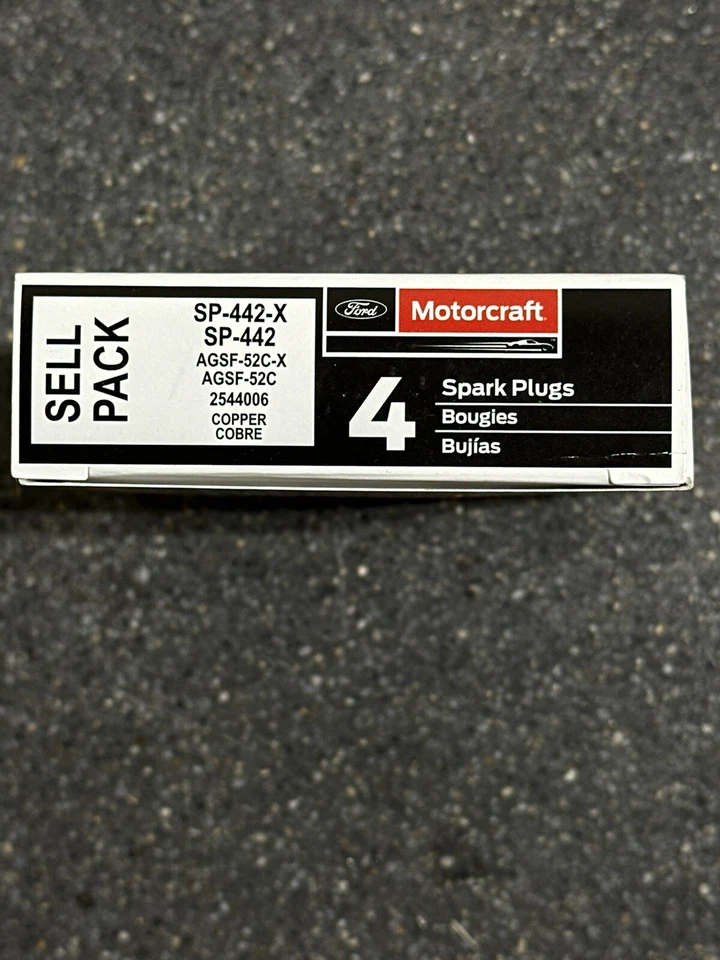 SELL
PACK
SP-442-X
SP-442
AGSF-52C-X
AGSF-52C
2544006
COPPER
COBRE
Ford
Motorcraft
4
Spark Plugs
Bougies
Bujías